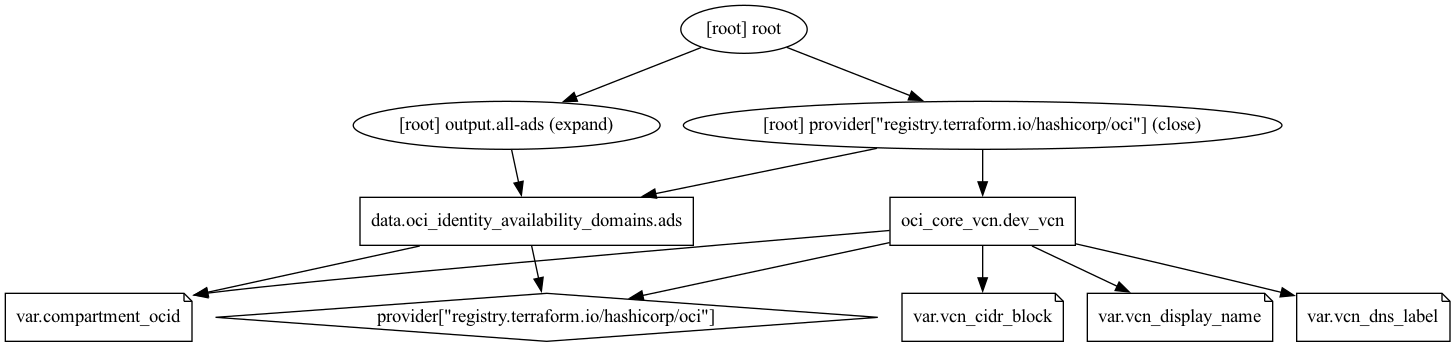 [root] root
[root] output.all-ads (expand)
[root] provider["registry.terraform.io/hashicorp/oci"] (close)
data.oci_identity_availability_domains.ads
oci_core_vcn.dev_vcn
var.compartment_ocid
provider["registry.terraform.io/hashicorp/oci"]
var.vcn_cidr_block
var.vcn_display_name
var.vcn_dns_label